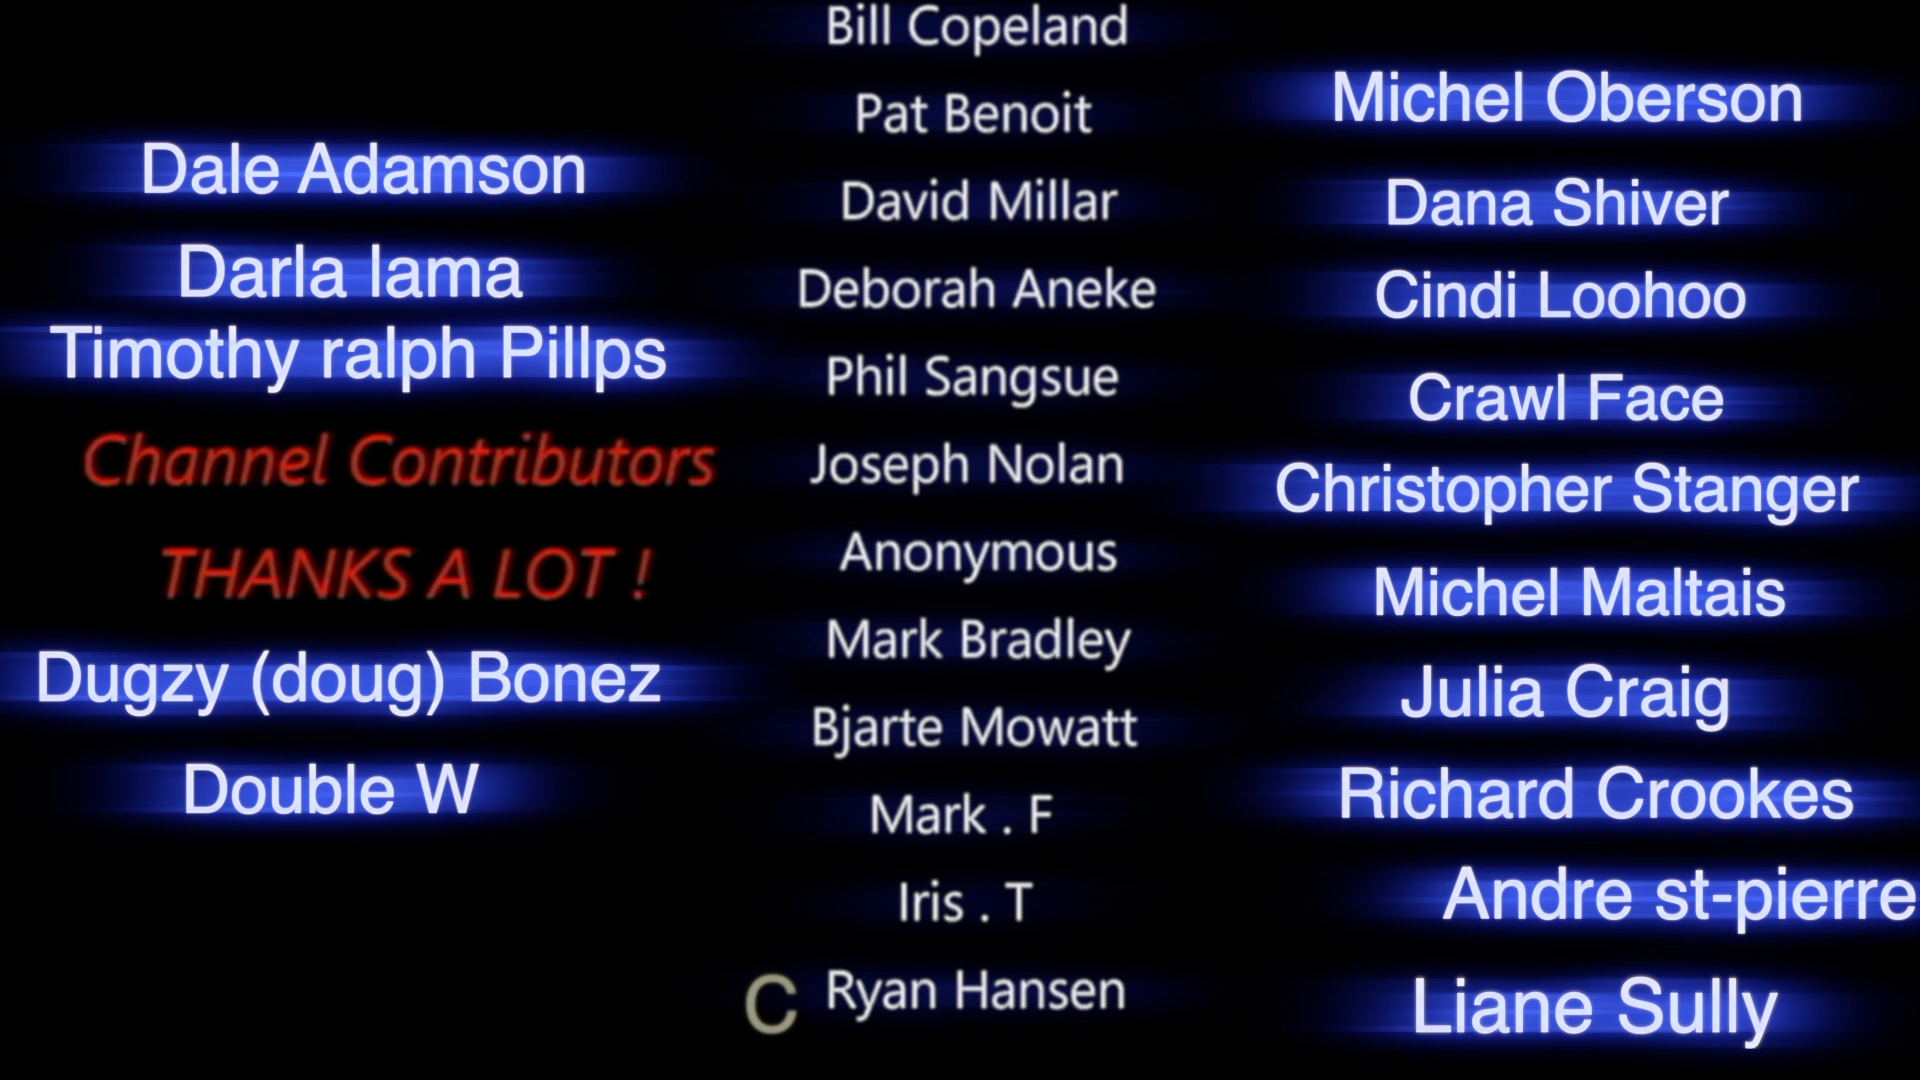 Dale Adamson
Darla lama
Timothy ralph Pillps
Channel Contributors
THANKS A LOT !
Dugzy (doug) Bonez
Double W
Bill Copeland
Pat Benoit
David Millar
Deborah Aneke
Phil Sangsue
Joseph Nolan
Anonymous
Mark Bradley
Bjarte Mowatt
Mark . F
Iris . T
C
Ryan Hansen
Michel Oberson
Dana Shiver
Cindi Loohoo
Crawl Face
Christopher Stanger
Michel Maltais
Julia Craig
Richard Crookes
Andre st-pierre
Liane Sully